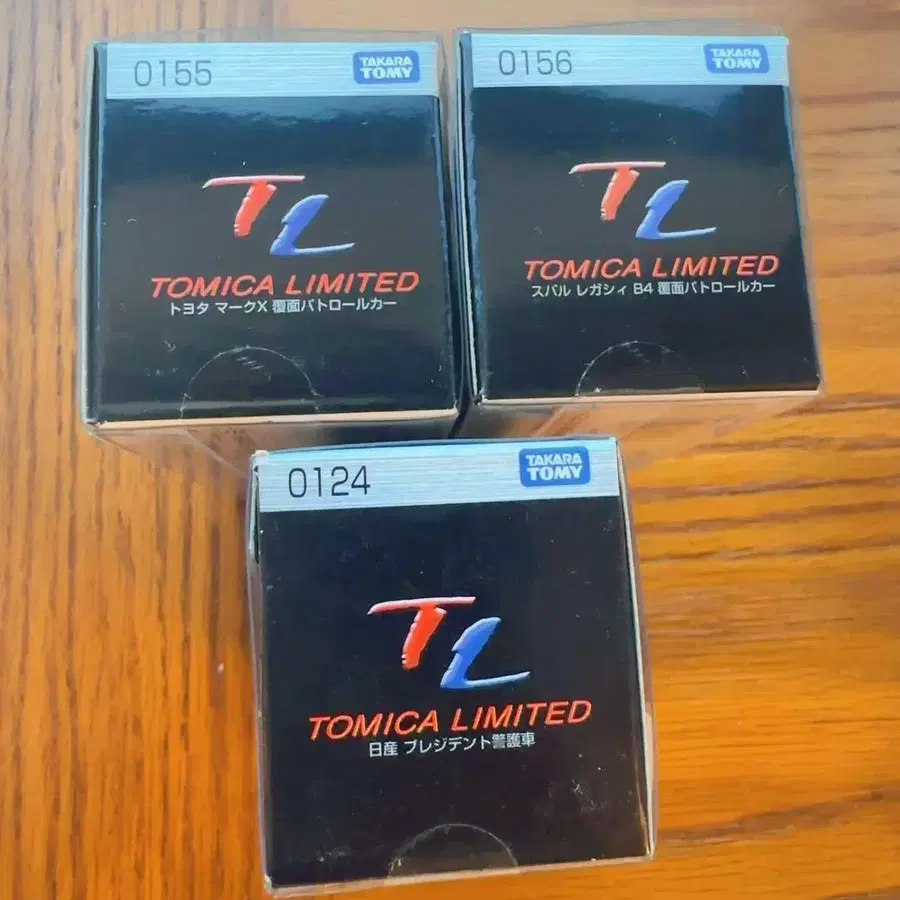 0155
TAKARA
TOMY
TL
TOMICA LIMITED
トヨタ マークX 覆面パトロールカー
0156
TAKARA
TOMY
TL
TOMICA LIMITED
スバル レガシィ B4 覆面パトロールカー
0124
TAKARA
TOMY
TL
TOMICA LIMITED
日産 プレジデント警護車